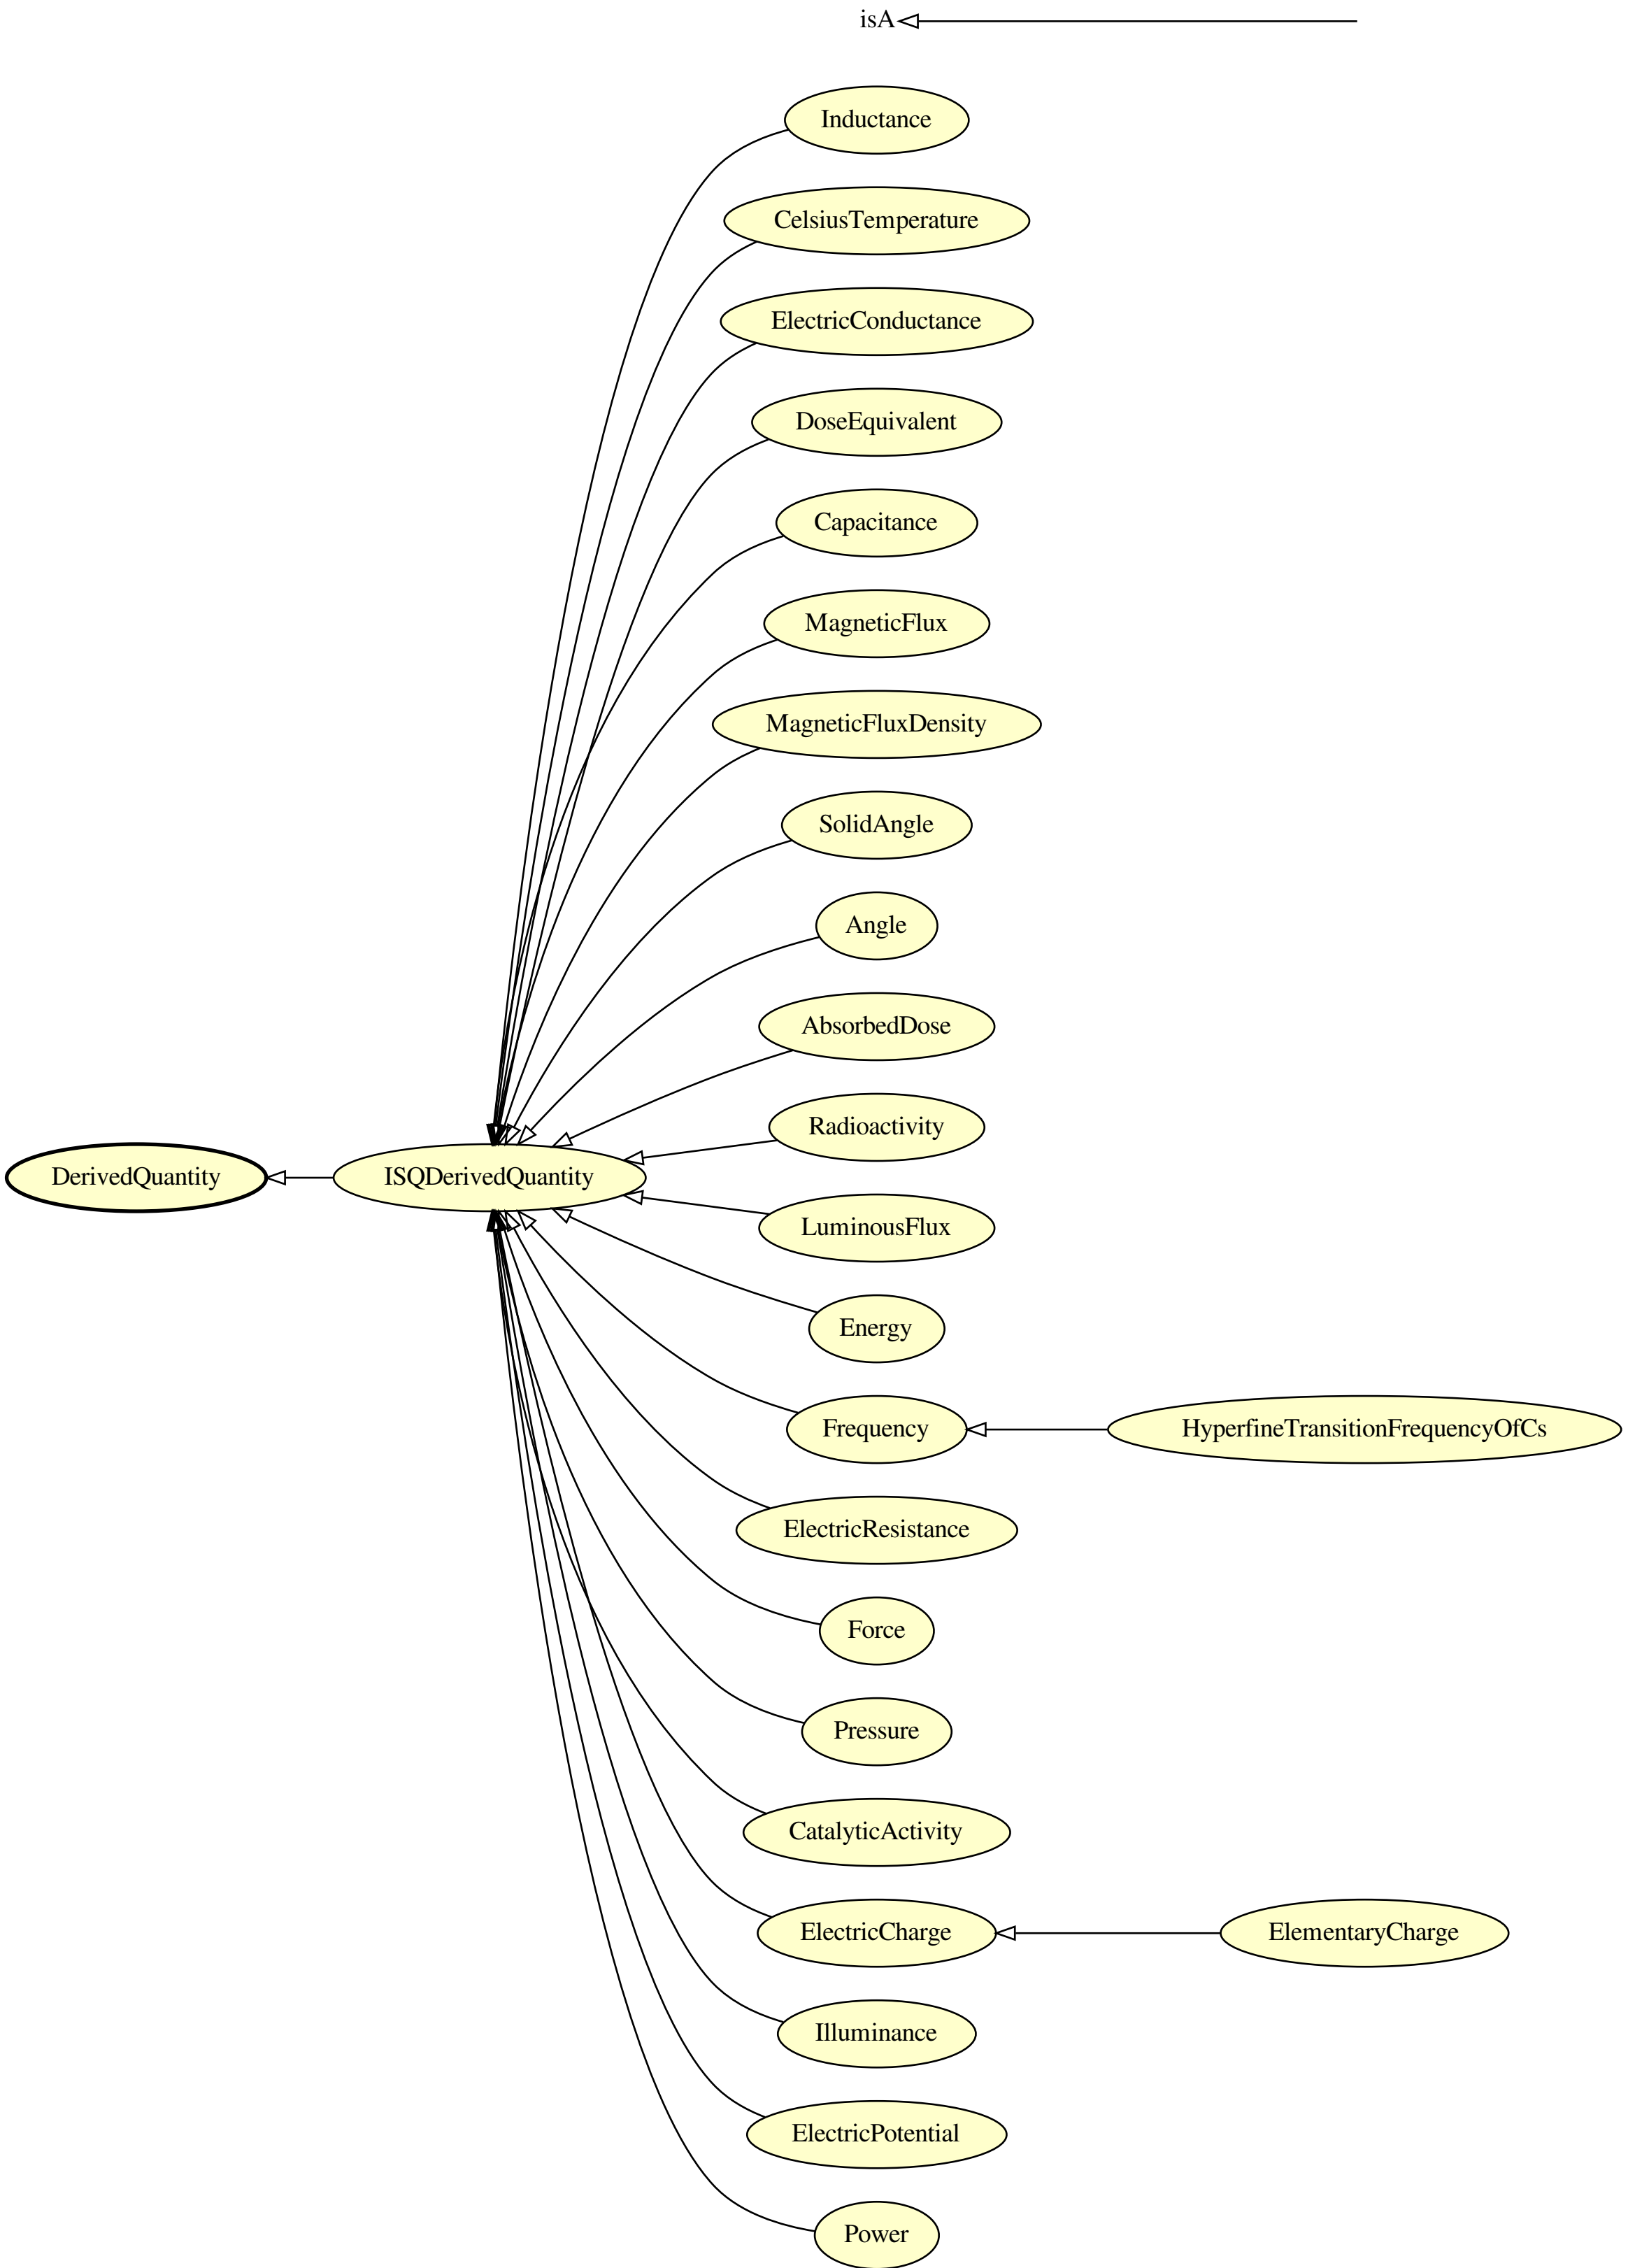 isA
Inductance
CelsiusTemperature
ElectricConductance
DoseEquivalent
Capacitance
MagneticFlux
MagneticFluxDensity
SolidAngle
Angle
AbsorbedDose
Radioactivity
DerivedQuantity
ISQDerivedQuantity
LuminousFlux
Energy
Frequency
HyperfineTransitionFrequencyOfCs
ElectricResistance
Force
Pressure
CatalyticActivity
ElectricCharge
ElementaryCharge
Illuminance
ElectricPotential
Power